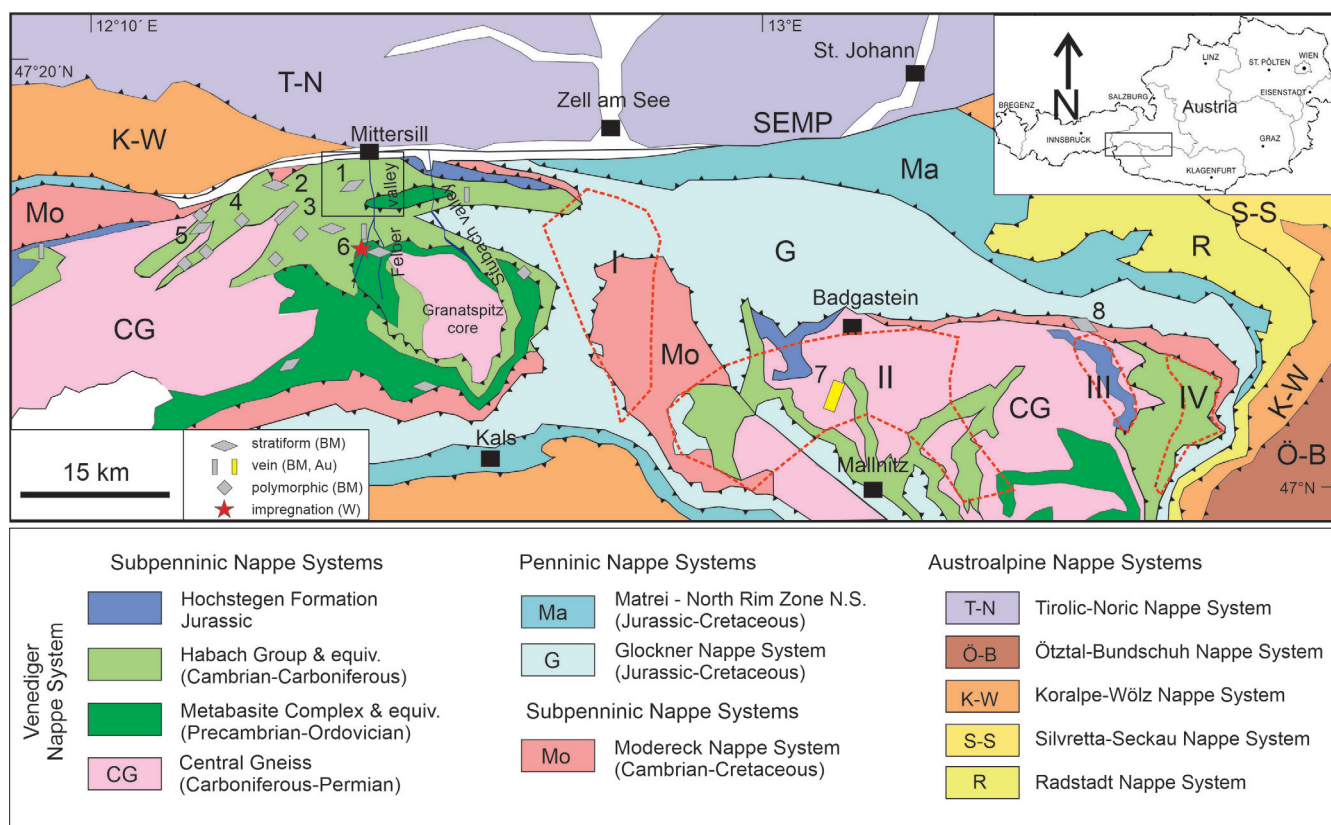 12°10´ E
13°E
47°20´N
T-N
St. Johann
Zell am See
SEMP
K-W
Mittersill
Ma
Mo
1
2
3
4
5
6
valley
Felber
Stubach valley
I
G
R
S-S
Badgastein
8
Granatspitz
core
CG
Mo
7
II
CG
III
IV
K-W
Ö-B
Kals
Mallnitz
47°N
15 km
stratiform (BM)
vein (BM, Au)
polymorphic (BM)
impregnation (W)
N
LINZ
ST. PÖLTEN
WIEN
EISENSTADT
SALZBURG
BREGENZ
Austria
INNSBRUCK
GRAZ
KLAGENFURT
Venediger
Nappe System
Subpenninic Nappe Systems
Hochstegen Formation
Jurassic
Habach Group & equiv.
(Cambrian-Carboniferous)
Metabasite Complex & equiv.
(Precambrian-Ordovician)
CG
Central Gneiss
(Carboniferous-Permian)
Penninic Nappe Systems
Ma
Matrei - North Rim Zone N.S.
(Jurassic-Cretaceous)
G
Glockner Nappe System
(Jurassic-Cretaceous)
Subpenninic Nappe Systems
Mo
Modereck Nappe System
(Cambrian-Cretaceous)
Austroalpine Nappe Systems
T-N
Tirolic-Noric Nappe System
Ö-B
Ötztal-Bundschuh Nappe System
K-W
Koralpe-Wölz Nappe System
S-S
Silvretta-Seckau Nappe System
R
Radstadt Nappe System